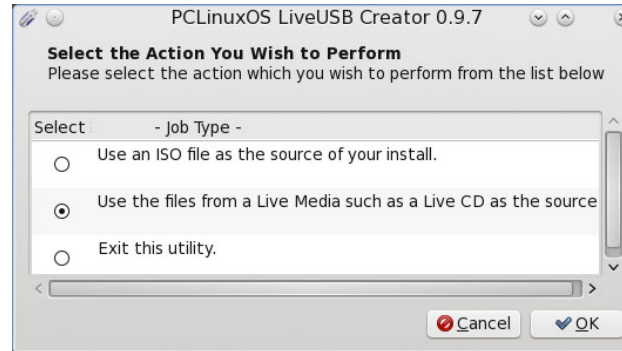 PCLinuxOS LiveUSB Creator 0.9.7
Select the Action You Wish to Perform
Please select the action which you wish to perform from the list below
Select - Job Type -
Use an ISO file as the source of your install.
Use the files from a Live Media such as a Live CD as the source
Exit this utility.
Cancel OK